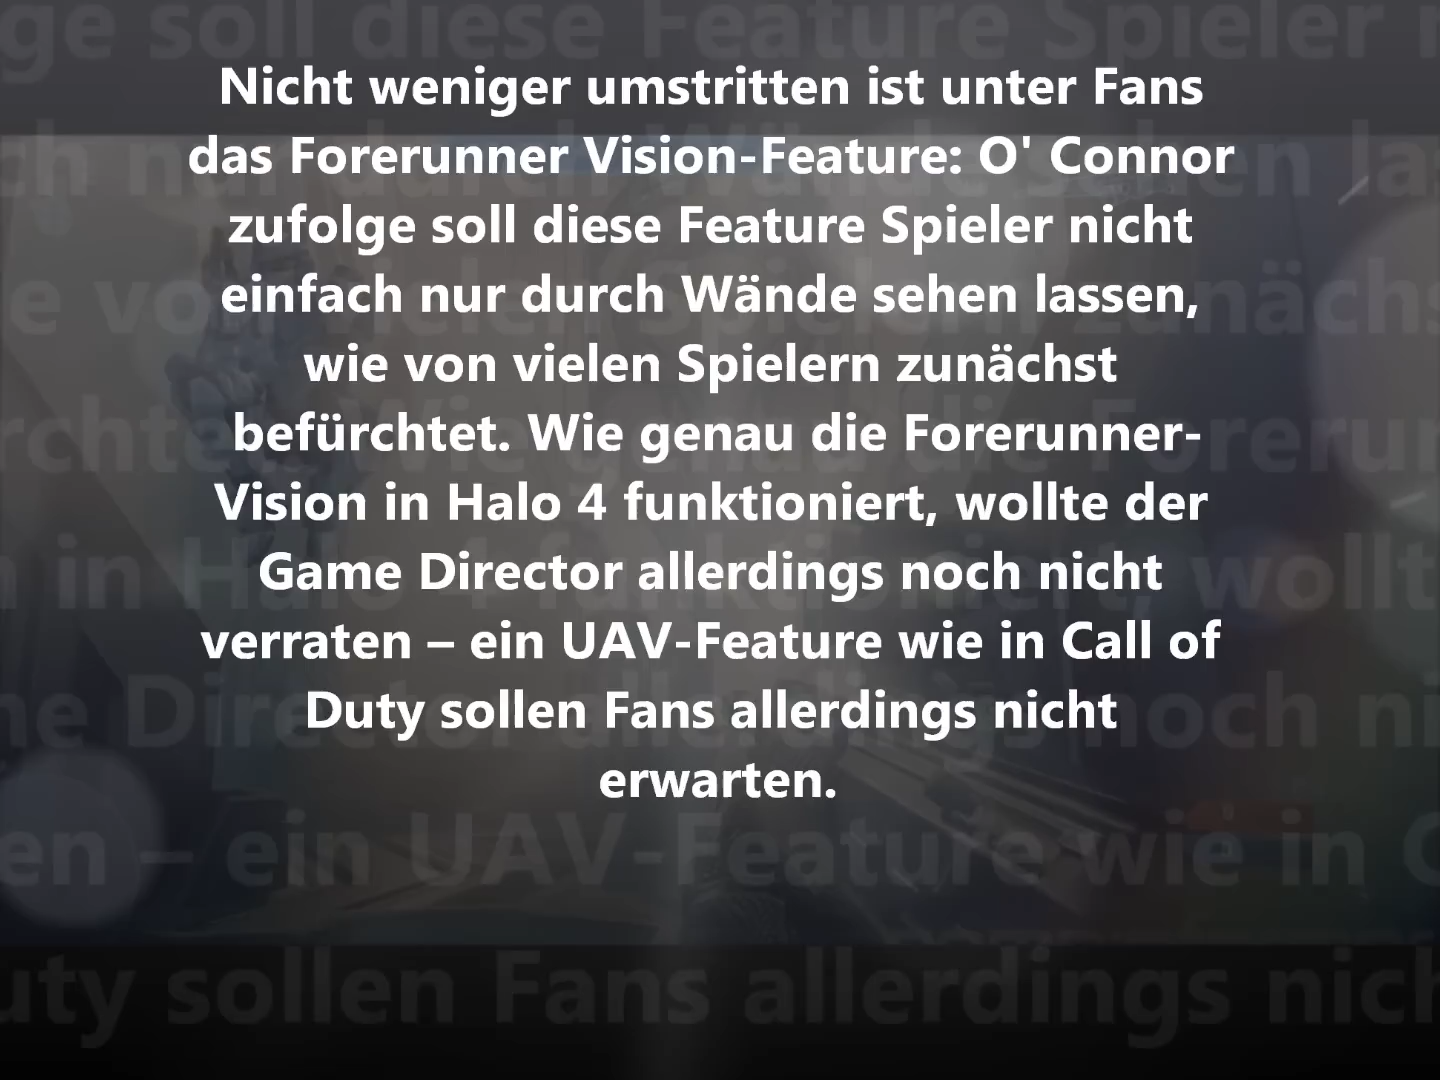 Nicht weniger umstritten ist unter Fans
das Forerunner Vision-Feature: O' Connor
zufolge soll diese Feature Spieler nicht
einfach nur durch Wände sehen lassen,
wie von vielen Spielern zunächst
befürchtet. Wie genau die Forerunner-
Vision in Halo 4 funktioniert, wollte der
Game Director allerdings noch nicht
verraten – ein UAV-Feature wie in Call of
Duty sollen Fans allerdings nicht
erwarten.